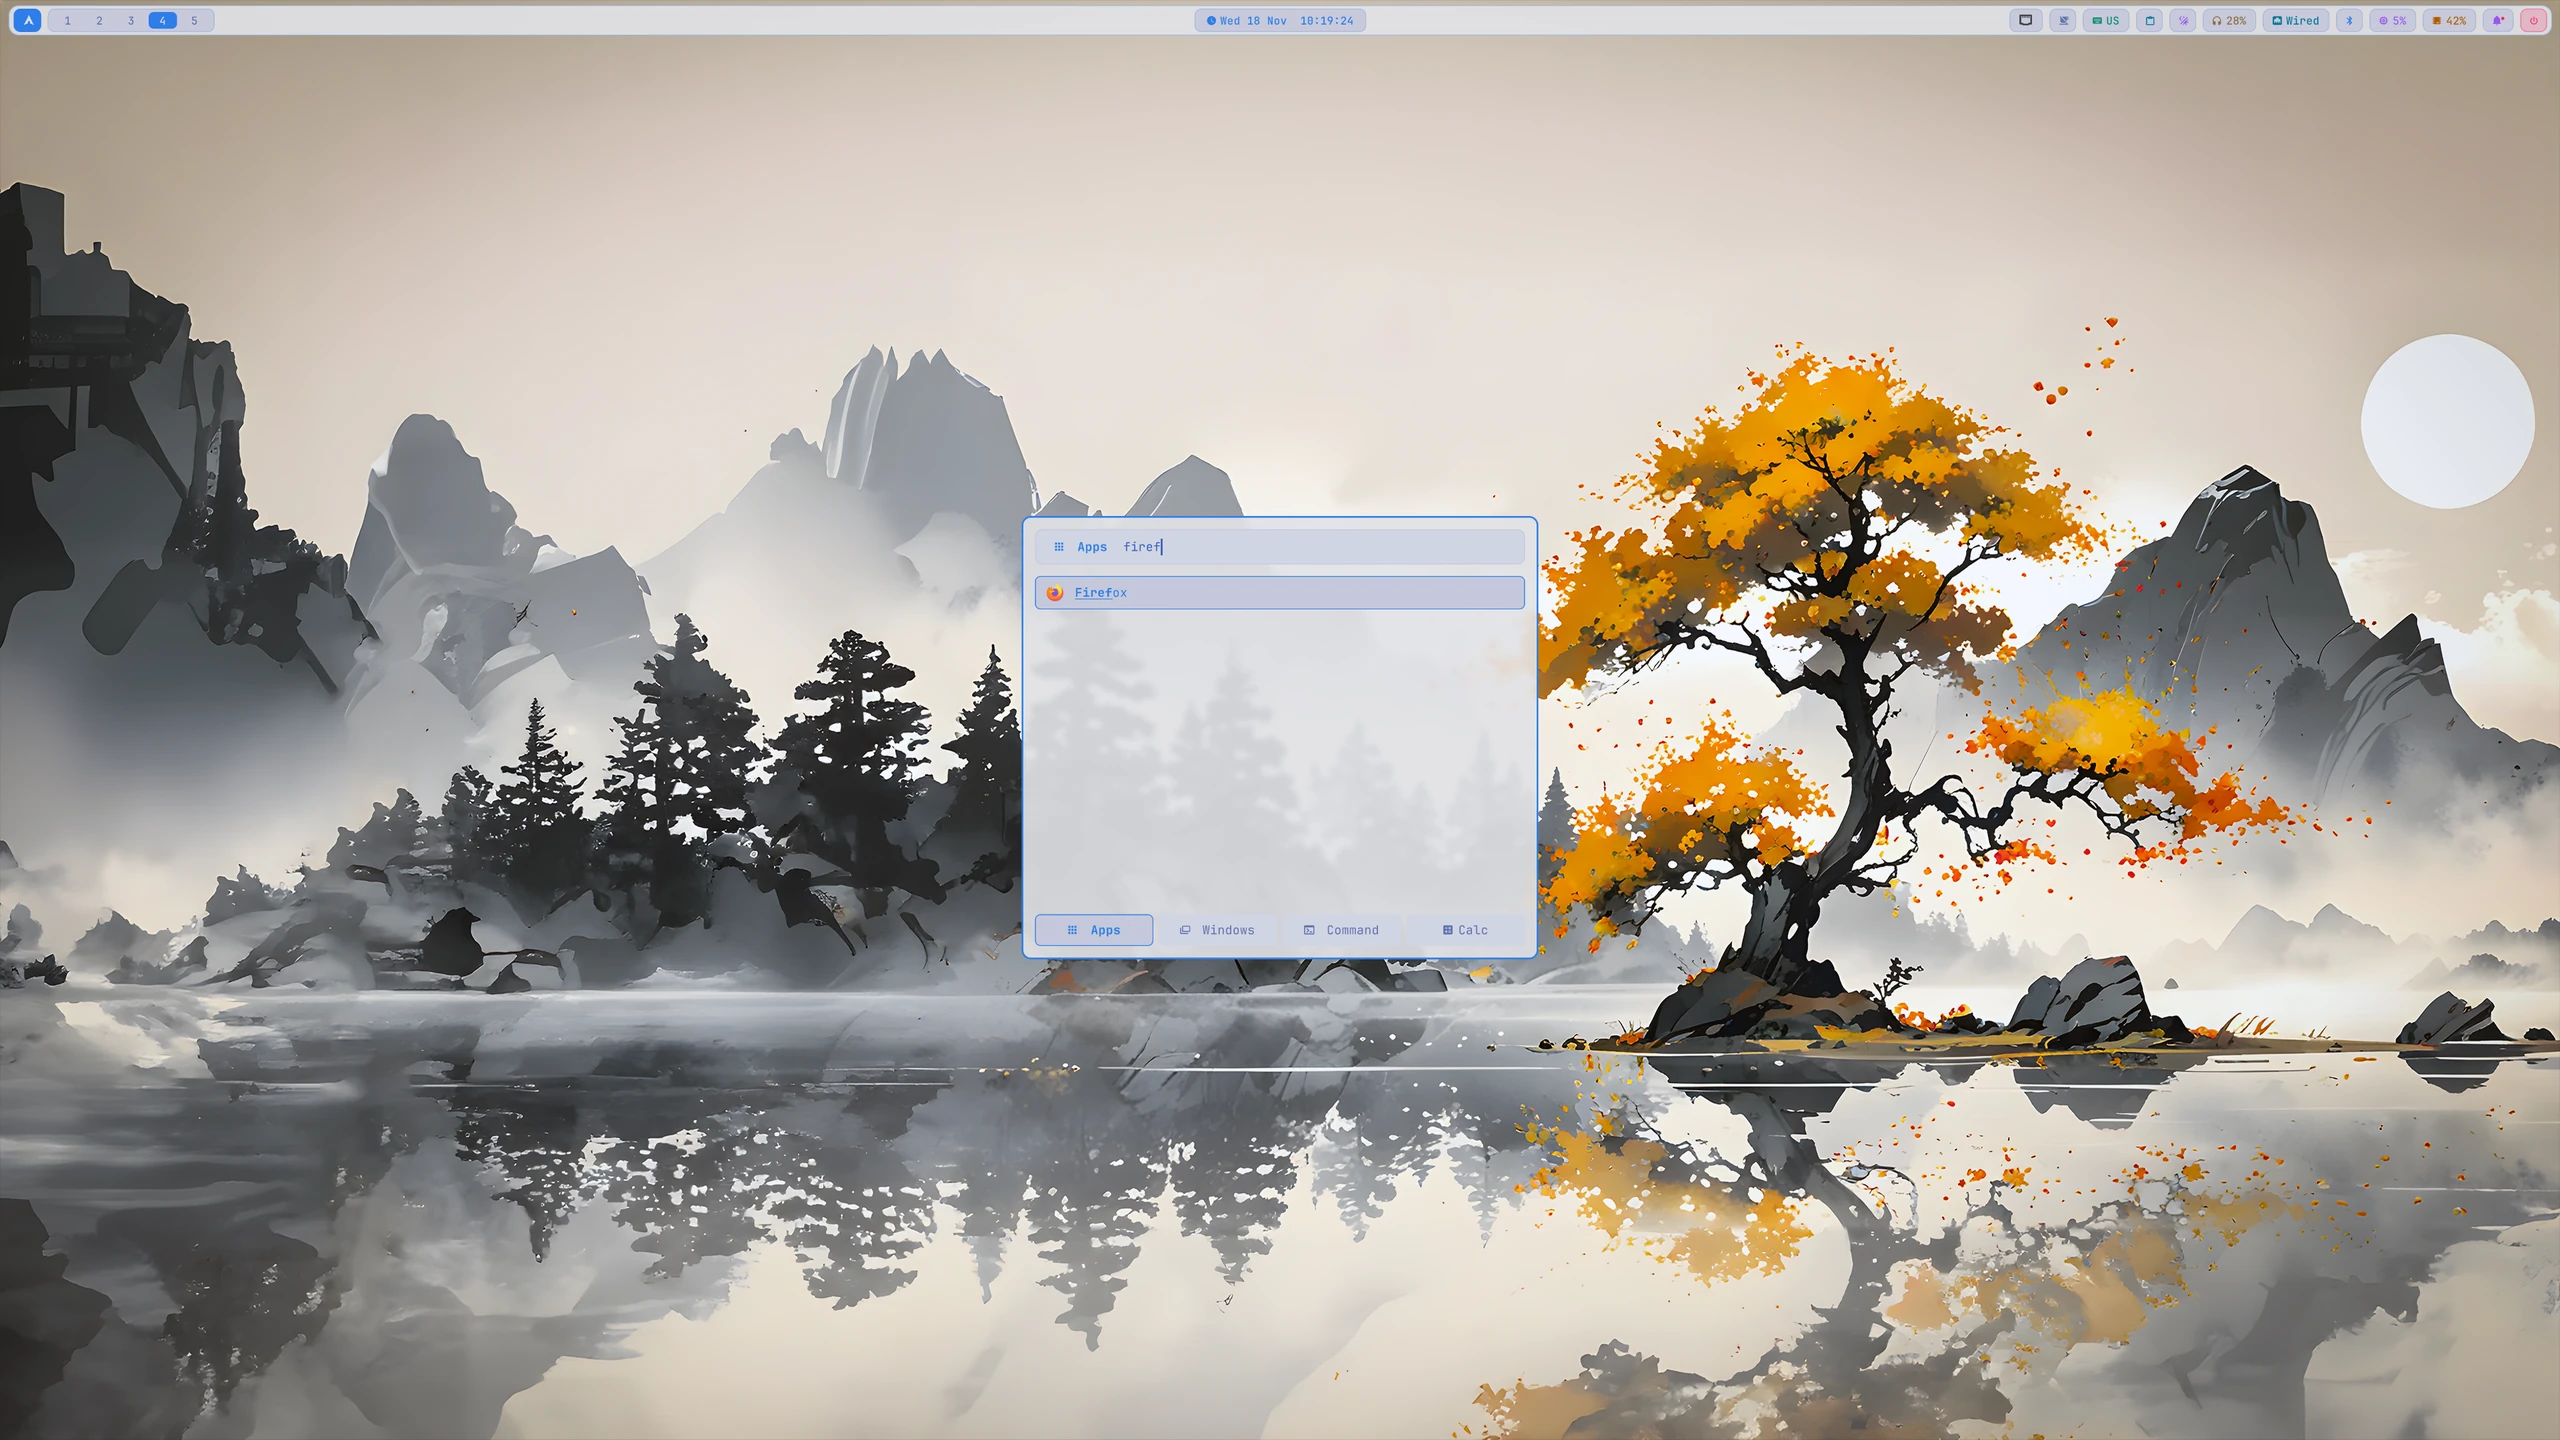 1 2 3 4 5 Wed 18 Nov 10:19:24 US 28% Wired 5% 42%
Apps firef
Firefox
Apps Windows Command Calc